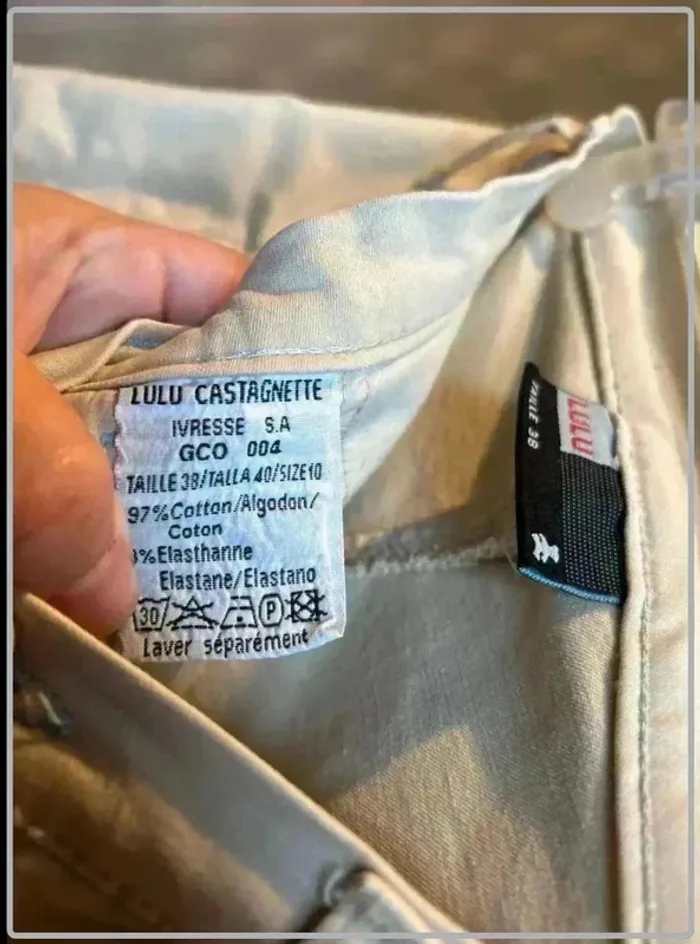 LULU CASTAGNETTE
IVRESSE S.A
GCO 004
TAILLE 38/TALLA 40/SIZE10
97%Cotton/Algodon/
Coton
3%Elasthanne
Elastane/Elastano
30 P
Laver séparément
LULU
TAILLE 38